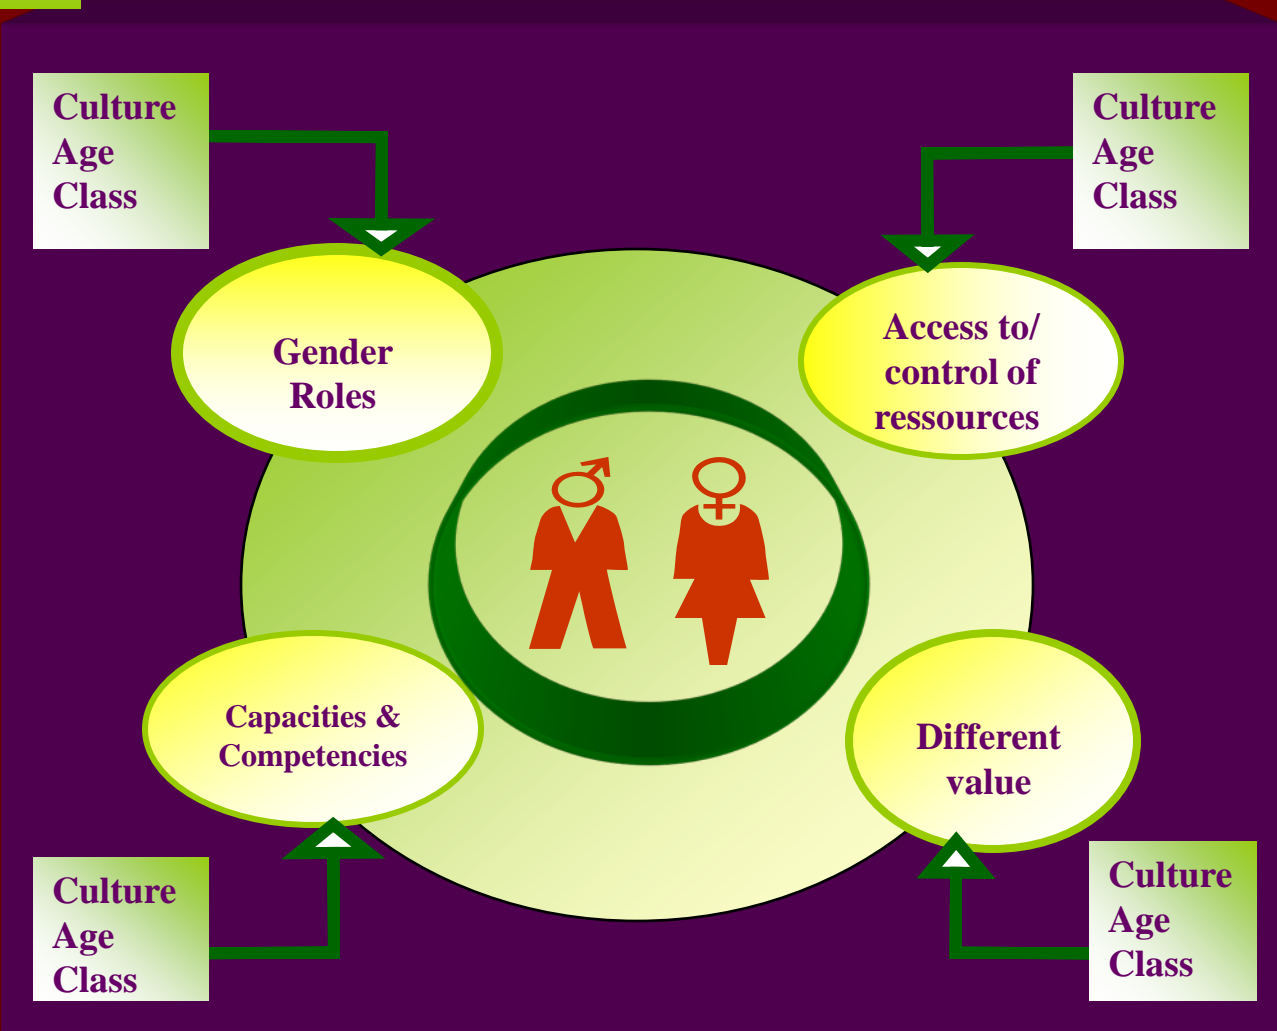 Culture
Age
Class
Culture
Age
Class
Gender
Roles
Access to/
control of
ressources
Capacities &
Competencies
Different
value
Culture
Age
Class
Culture
Age
Class